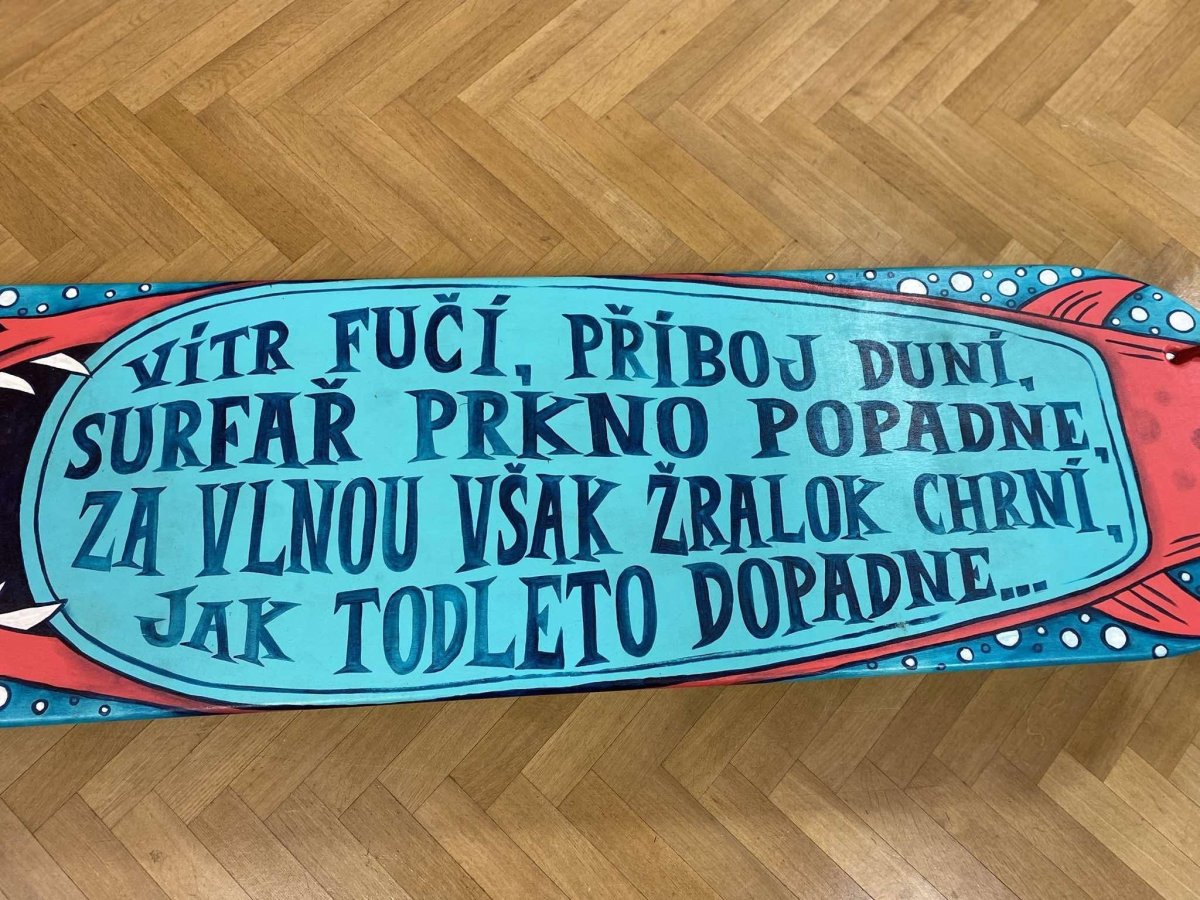 VÍTR FUČÍ, PŘÍBOJ DUNÍ,
SURFAŘ PRKNO POPADNE,
ZA VLNOU VŠAK ŽRALOK CHRNÍ,
JAK TODLETO DOPADNE...